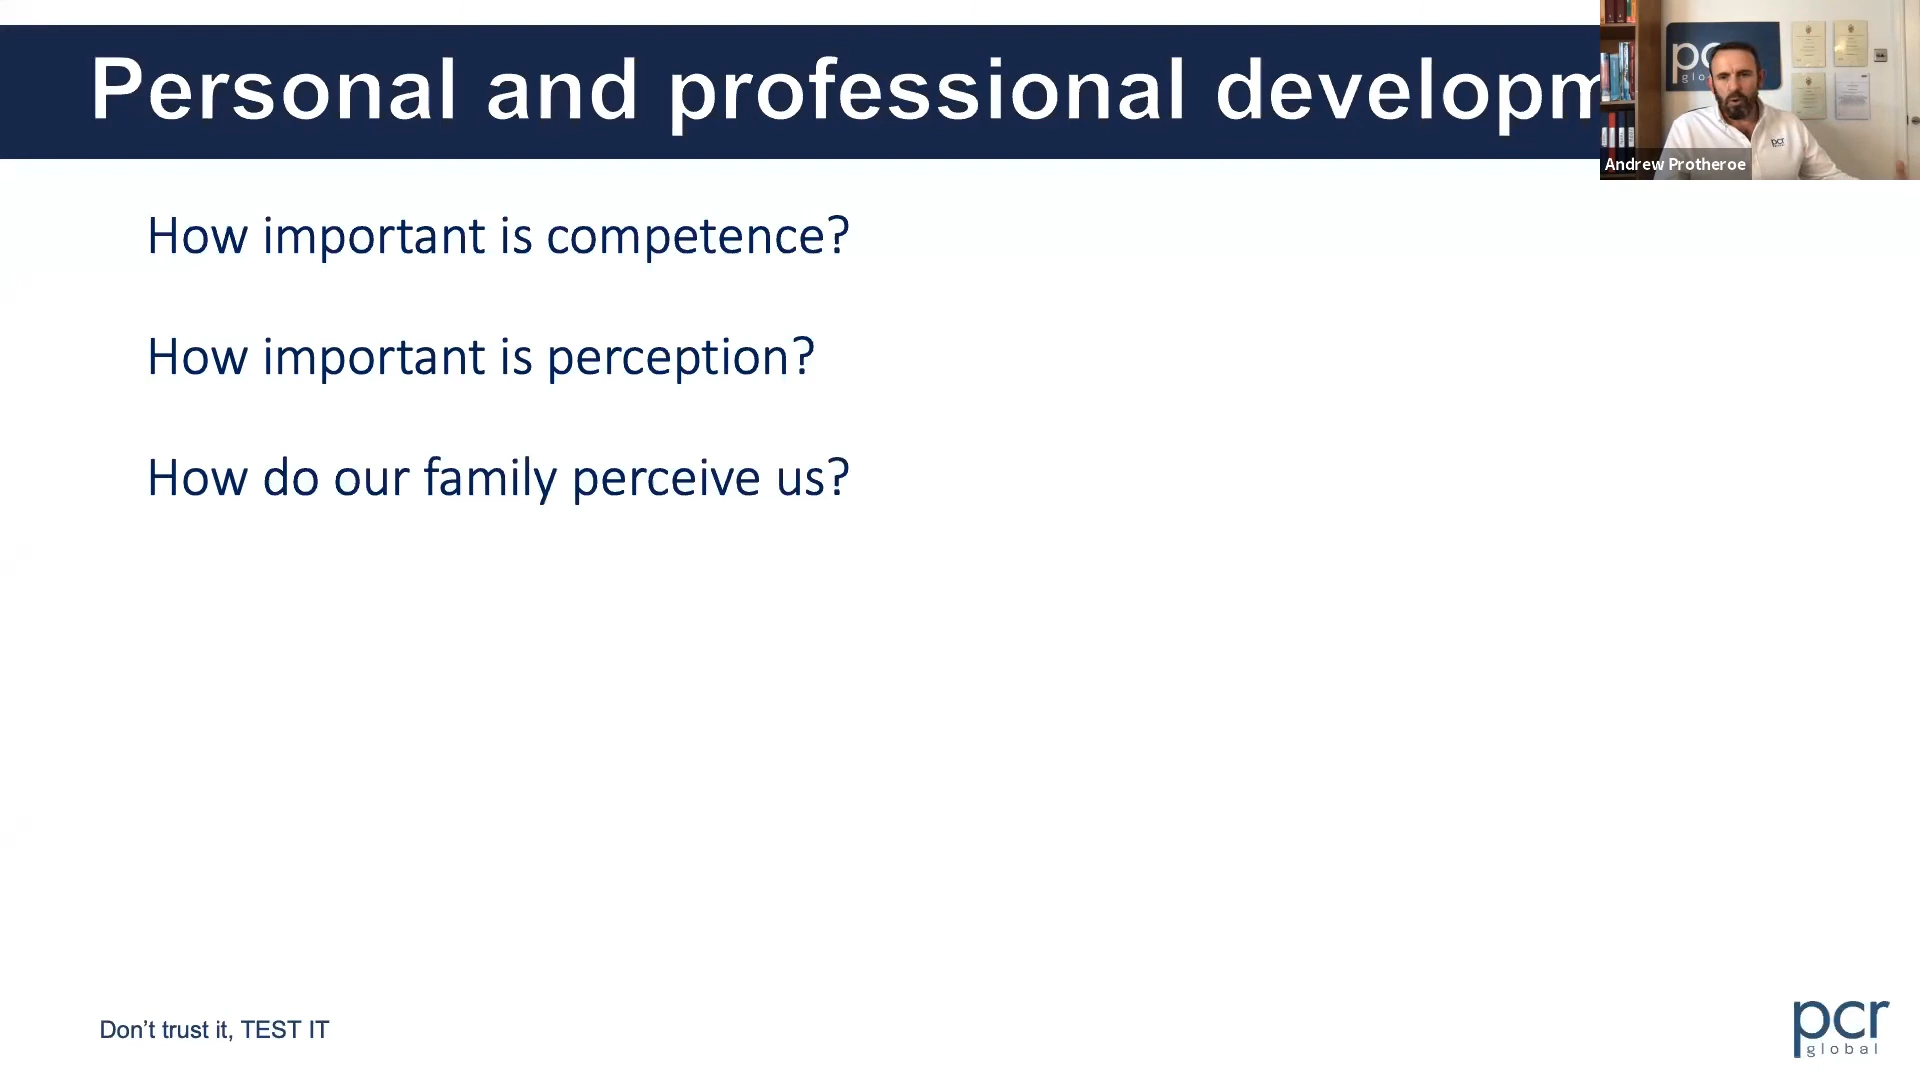 Personal and professional developm
Andrew Protheroe
How important is competence?
How important is perception?
How do our family perceive us?
Don’t trust it, TEST IT
pcr
global